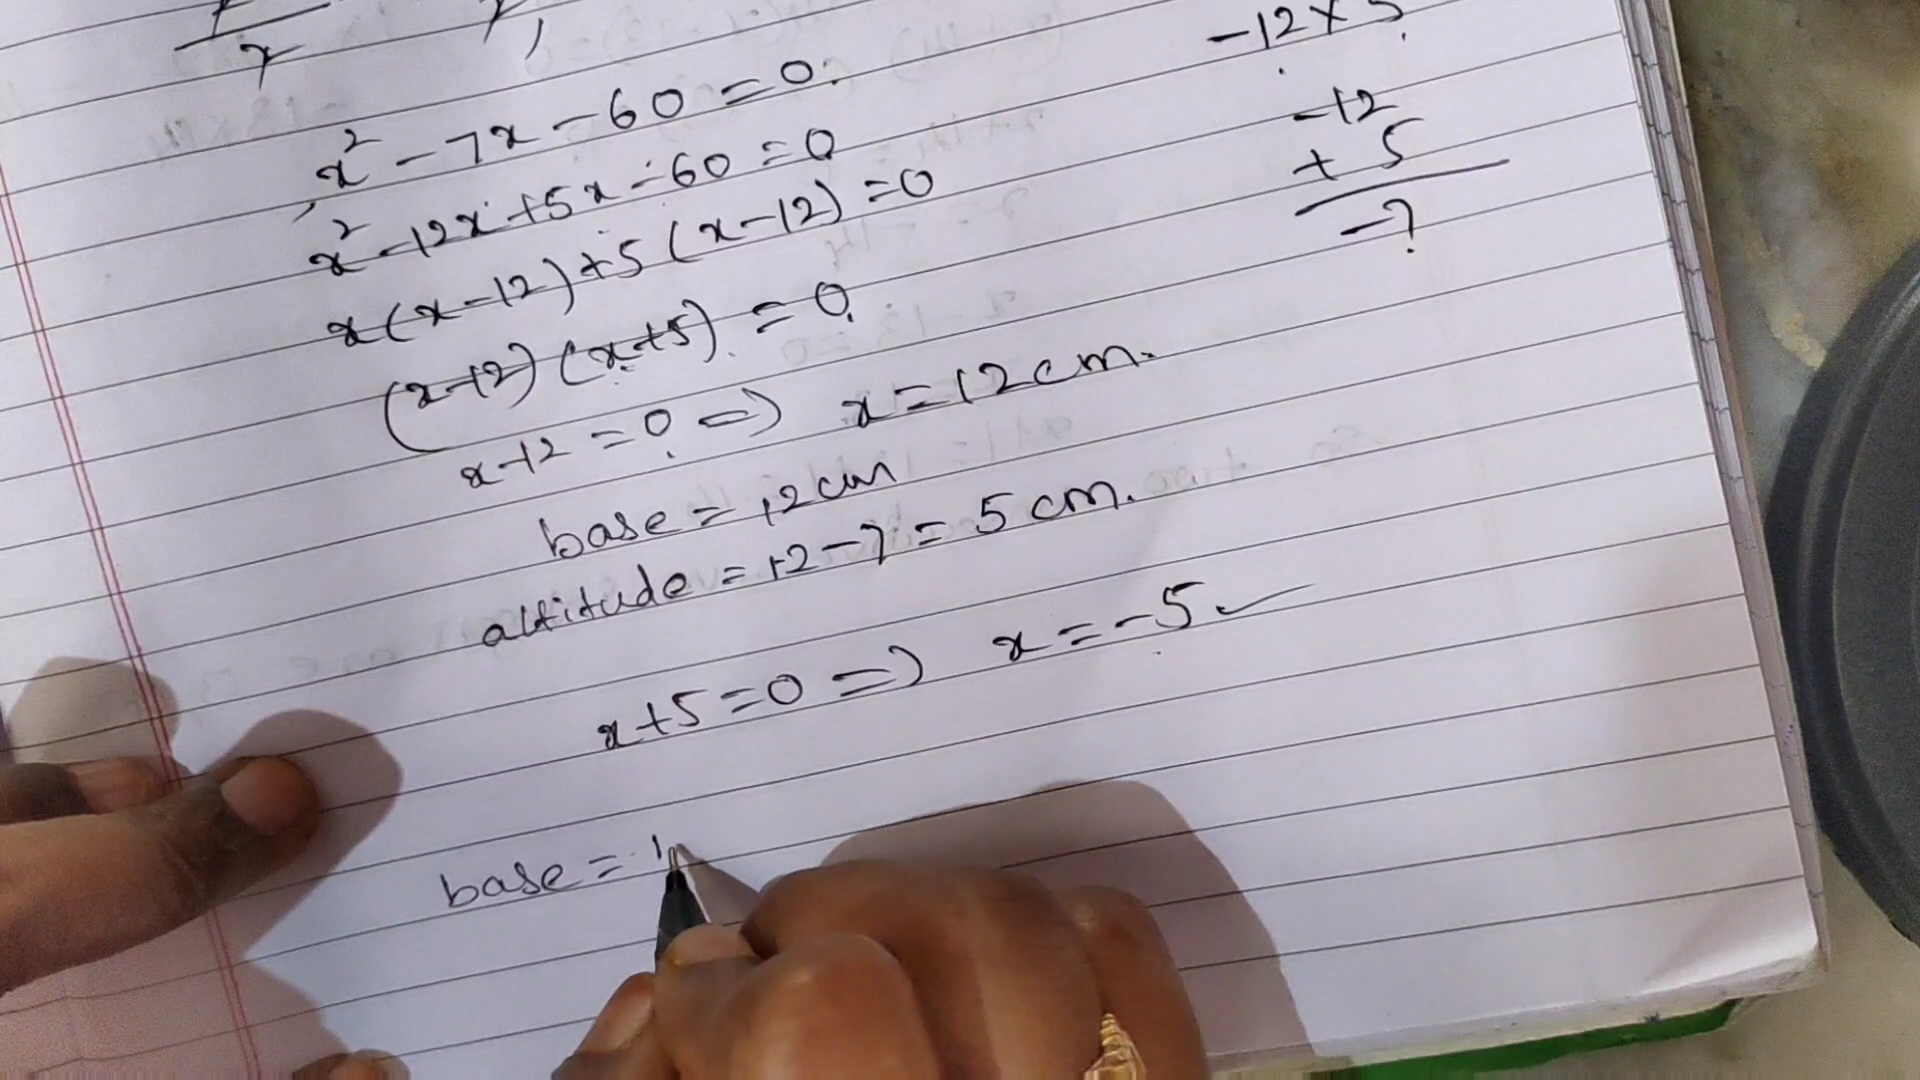 x
x² - 7x - 60 = 0.
x² - 12x + 5x - 60 = 0
x(x-12) + 5(x-12) = 0
(x-12) (x+5) = 0
x-12 = 0 => x = 12 cm.
base = 12 cm
altitude = 12 - 7 = 5 cm.
x+5 = 0 => x = -5 ✓
base = 1
-12 x 5
-12
+ 5
-7